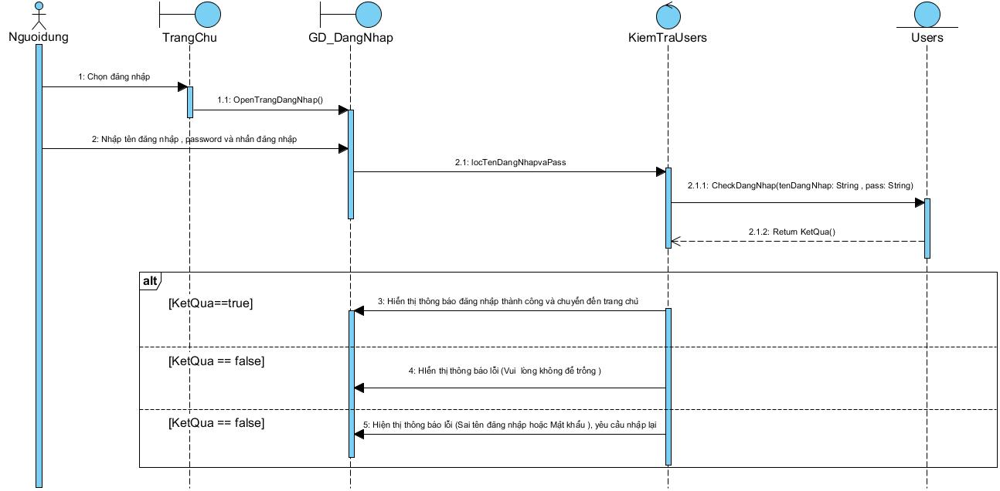 Nguoidung
TrangChu
GD_DangNhap
KiemTraUsers
Users
1: Chọn đăng nhập
1.1: OpenTrangDangNhap()
2: Nhập tên đăng nhập , password và nhấn đăng nhập
2.1: locTenDangNhapvaPass
2.1.1: CheckDangNhap(tenDangNhap: String , pass: String)
2.1.2: Return KetQua()
alt
[KetQua==true]
3: Hiển thị thông báo đăng nhập thành công và chuyển đến trang chủ
[KetQua == false]
4: HIển thị thông báo lỗi (Vui lòng không để trống )
[KetQua == false]
5: Hiện thị thông báo lỗi (Sai tên đăng nhập hoặc Mật khẩu ), yêu cầu nhập lại